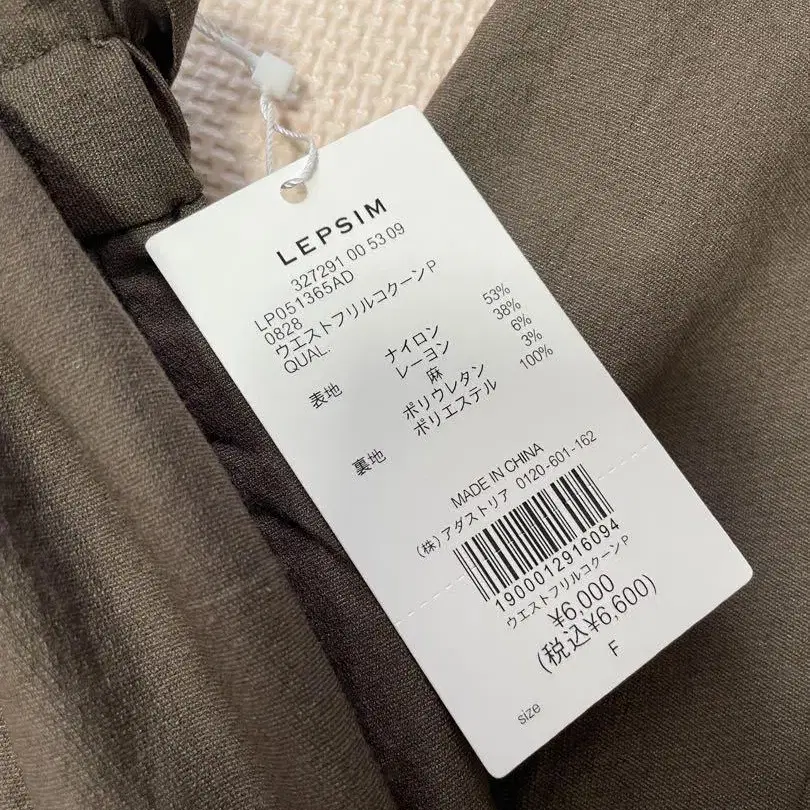 LEPSIM
327291 00 53 09
LP051365AD
0828
ウエストフリルコクーンP
QUAL.
表地 ナイロン 53%
レーヨン 38%
麻 6%
ポリウレタン 3%
裏地 ポリエステル 100%
MADE IN CHINA
(株)アダストリア 0120-601-162
1900012916094
ウエストフリルコクーンP
¥6,000
(税込¥6,600)
size F